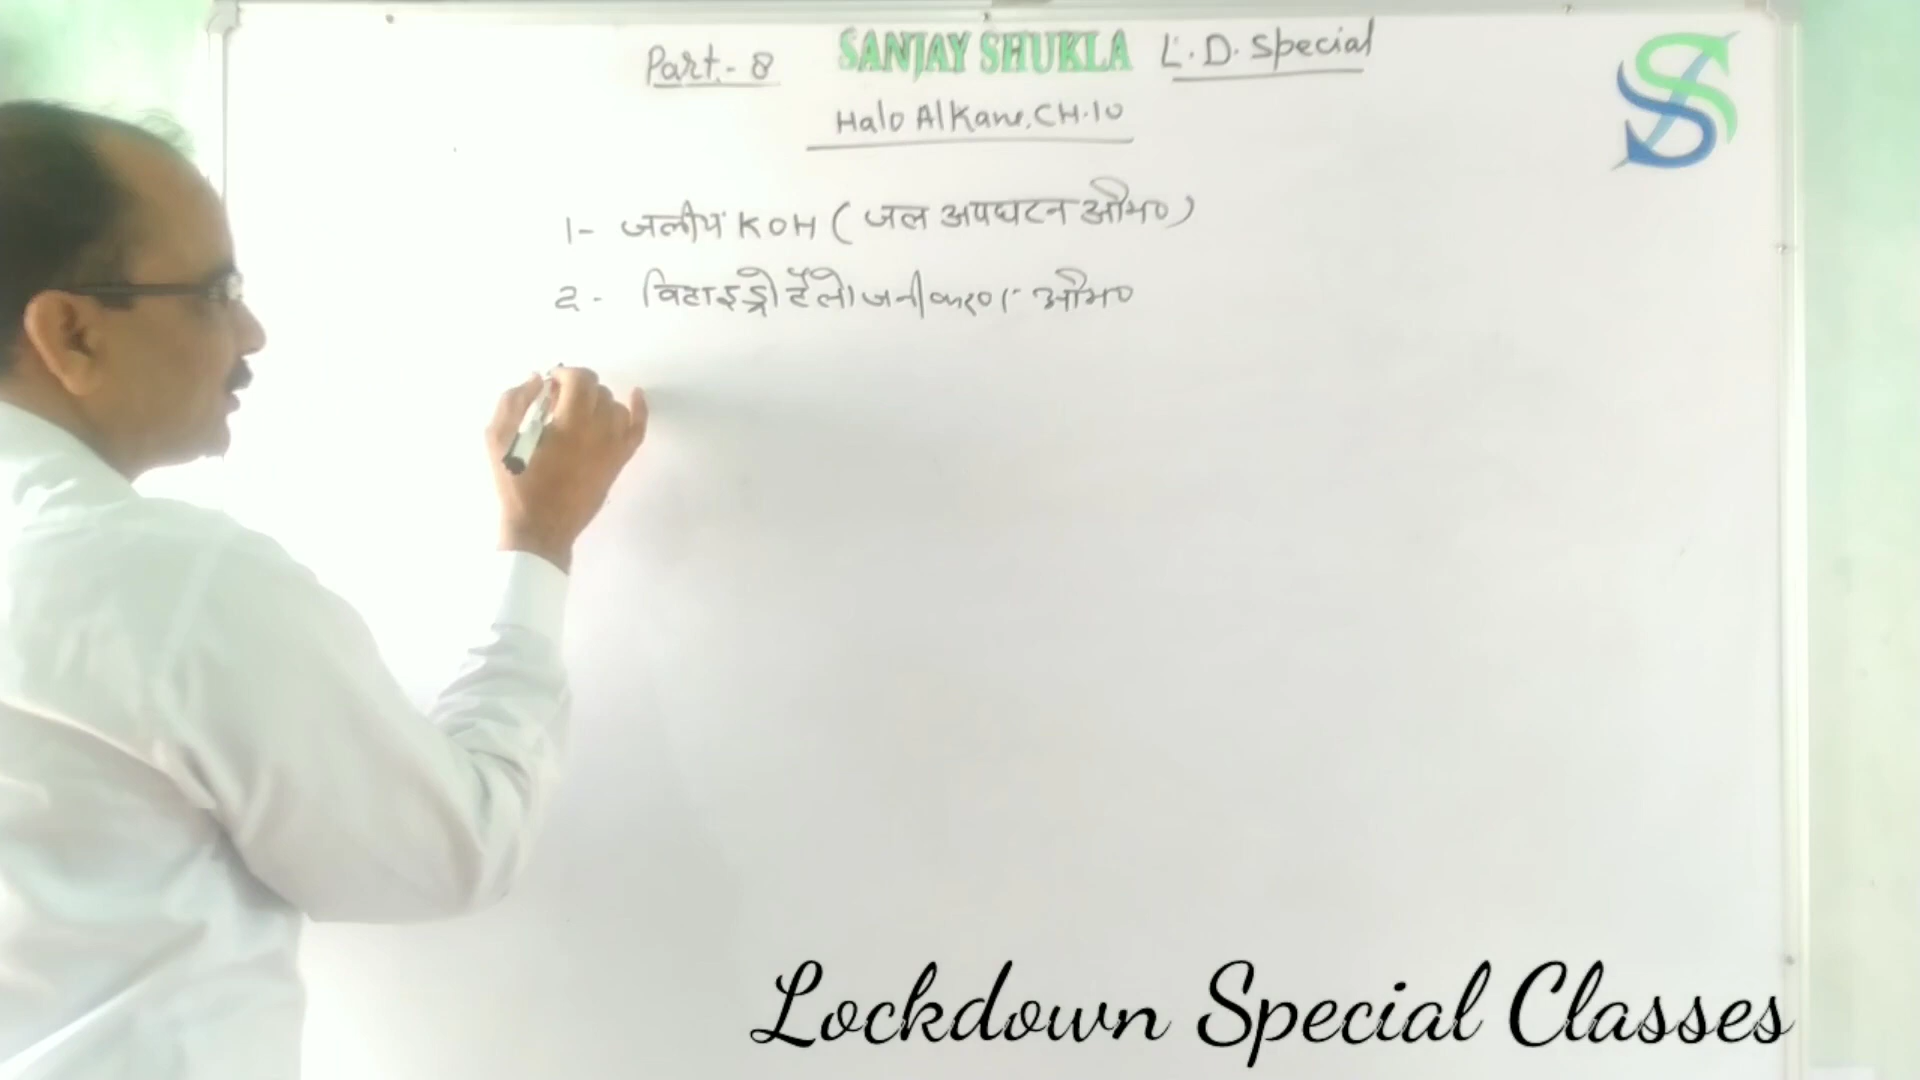 Part.- 8 SANJAY SHUKLA L.D. Special
Halo Alkane, CH.10
1- जलीय KOH ( जल अपघटन अभि० )
2- विहाइड्रोहैलोजनीकरण अभि०
Lockdown Special Classes